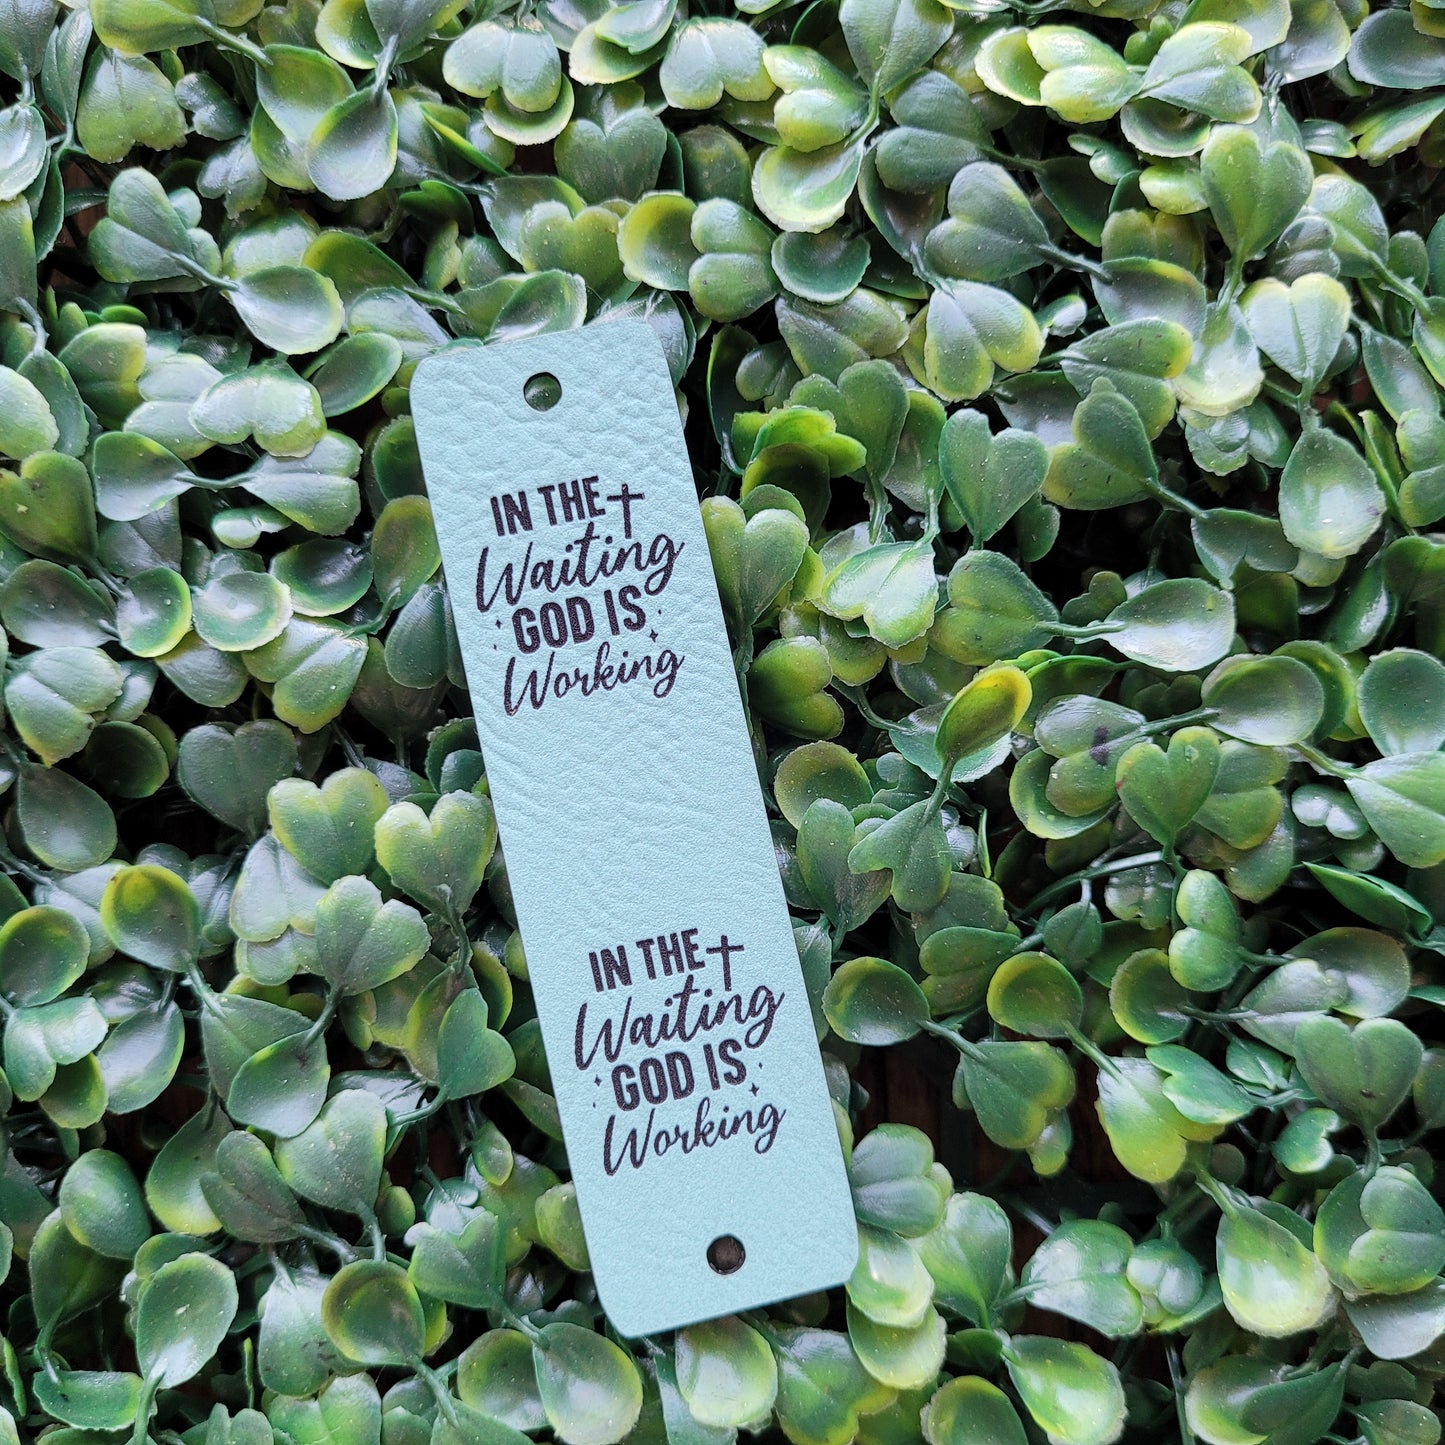 IN THE
Waiting
GOD IS
Working
IN THE
Waiting
GOD IS
Working